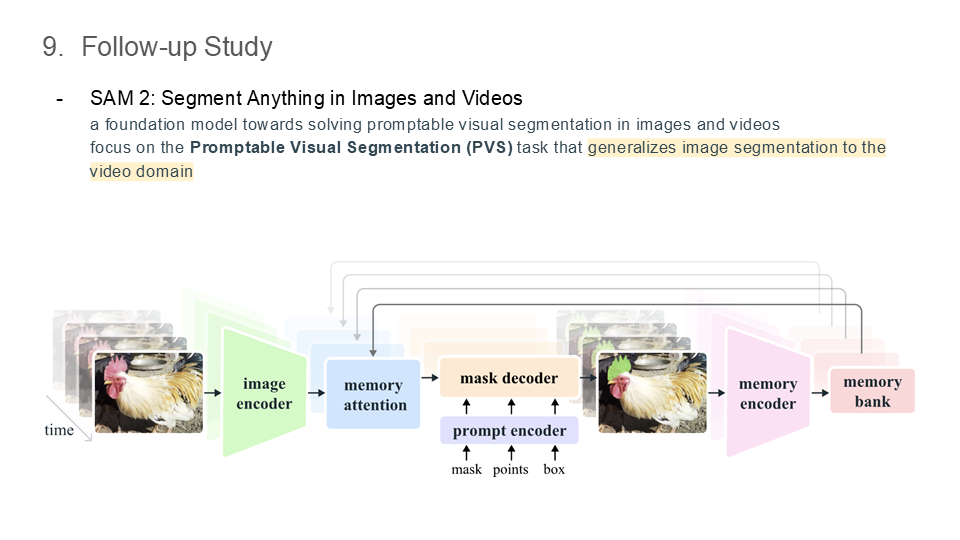 9. Follow-up Study
- SAM 2: Segment Anything in Images and Videos
a foundation model towards solving promptable visual segmentation in images and videos
focus on the Promptable Visual Segmentation (PVS) task that generalizes image segmentation to the
video domain
time
image
encoder
memory
attention
mask decoder
prompt encoder
mask points box
memory
encoder
memory
bank